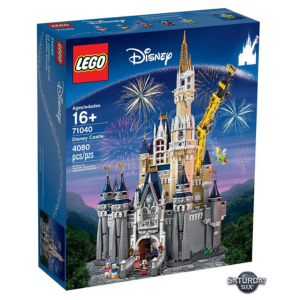 LEGO
Disney
Ages/edades
16+
71040
Disney Castle
4080
pcs/pzs
SATURDAY
SIX